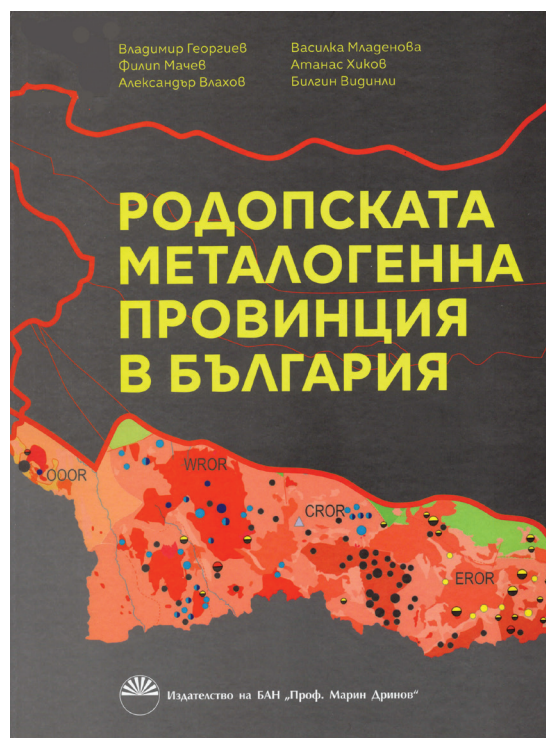 Владимир Георгиев
Филип Мачев
Александър Влахов
Василка Младенова
Атанас Хиков
Билгин Видинли
РОДОПСКАТА
МЕТАЛОГЕННА
ПРОВИНЦИЯ
В БЪЛГАРИЯ
OOOR
WROR
CROR
EROR
Издателство на БАН „Проф. Марин Дринов“